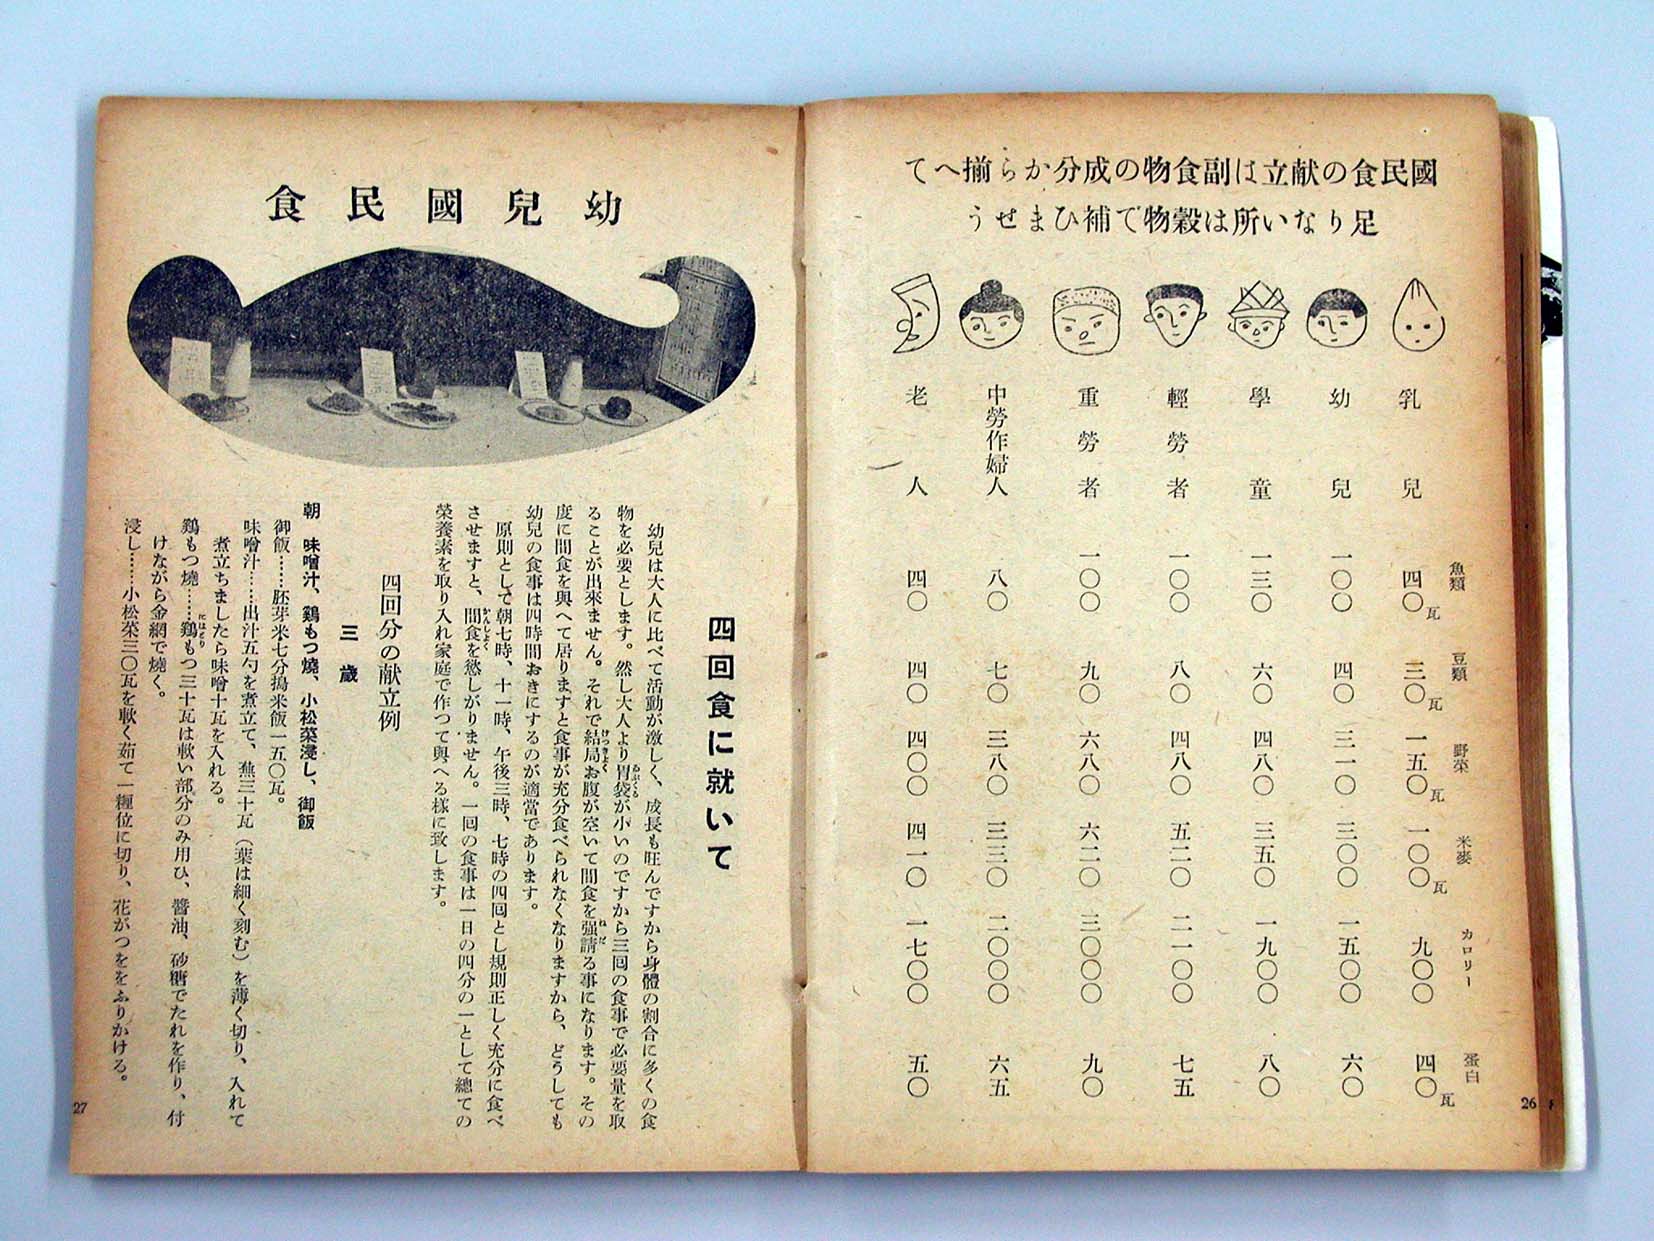 國民食の献立は副食物の成分から揃へて
足りない所は穀物で補ひませう
魚類 豆類 野菜 米麥 カロリー 蛋白
乳兒 四〇瓦 三〇瓦 一五〇瓦 一〇〇瓦 九〇〇 四〇瓦
幼兒 一〇〇 四〇 三一〇 三〇〇 一五〇〇 六〇
學童 一三〇 六〇 四八〇 三五〇 一九〇〇 八〇
輕勞者 一〇〇 八〇 四八〇 五二〇 二一〇〇 七五
重勞者 一〇〇 九〇 六八〇 六二〇 三〇〇〇 九〇
中勞作婦人 八〇 七〇 三八〇 三三〇 二〇〇〇 六五
老人 四〇 四〇 四〇〇 四一〇 一七〇〇 五〇
26
幼兒國民食
四回食に就いて
幼兒は大人に比べて活動が激しく、成長も旺んですから身體の割合に多くの食
物を必要とします。然し大人より胃袋が小いのですから三回の食事で必要量を取
ることが出來ません。それで結局お腹が空いて間食を强請る事になります。その
度に間食を與へて居りますと食事が充分食べられなくなりますから、どうしても
幼兒の食事は四時間おきにするのが適當であります。
原則として朝七時、十一時、午後三時、七時の四回とし規則正しく充分に食べ
させますと、間食を慾しがりません。一回の食事は一日の四分の一として總ての
榮養素を取り入れ家庭で作つて與へる樣に致します。
四回分の献立例
三歳
朝 味噌汁、鷄もつ燒、小松菜浸し、御飯
御飯……胚芽米七分搗米飯一五〇瓦。
味噌汁……出汁五勺を煮立て、蕪三十瓦（葉は細く刻む）を薄く切り、入れて
煮立ちましたら味噌十瓦を入れる。
鷄もつ燒……鷄もつ三十瓦は軟い部分のみ用ひ、醬油、砂糖でたれを作り、付
けながら金網で燒く。
浸し……小松菜三〇瓦を軟く茹て一糎位に切り、花がつををふりかける。
27